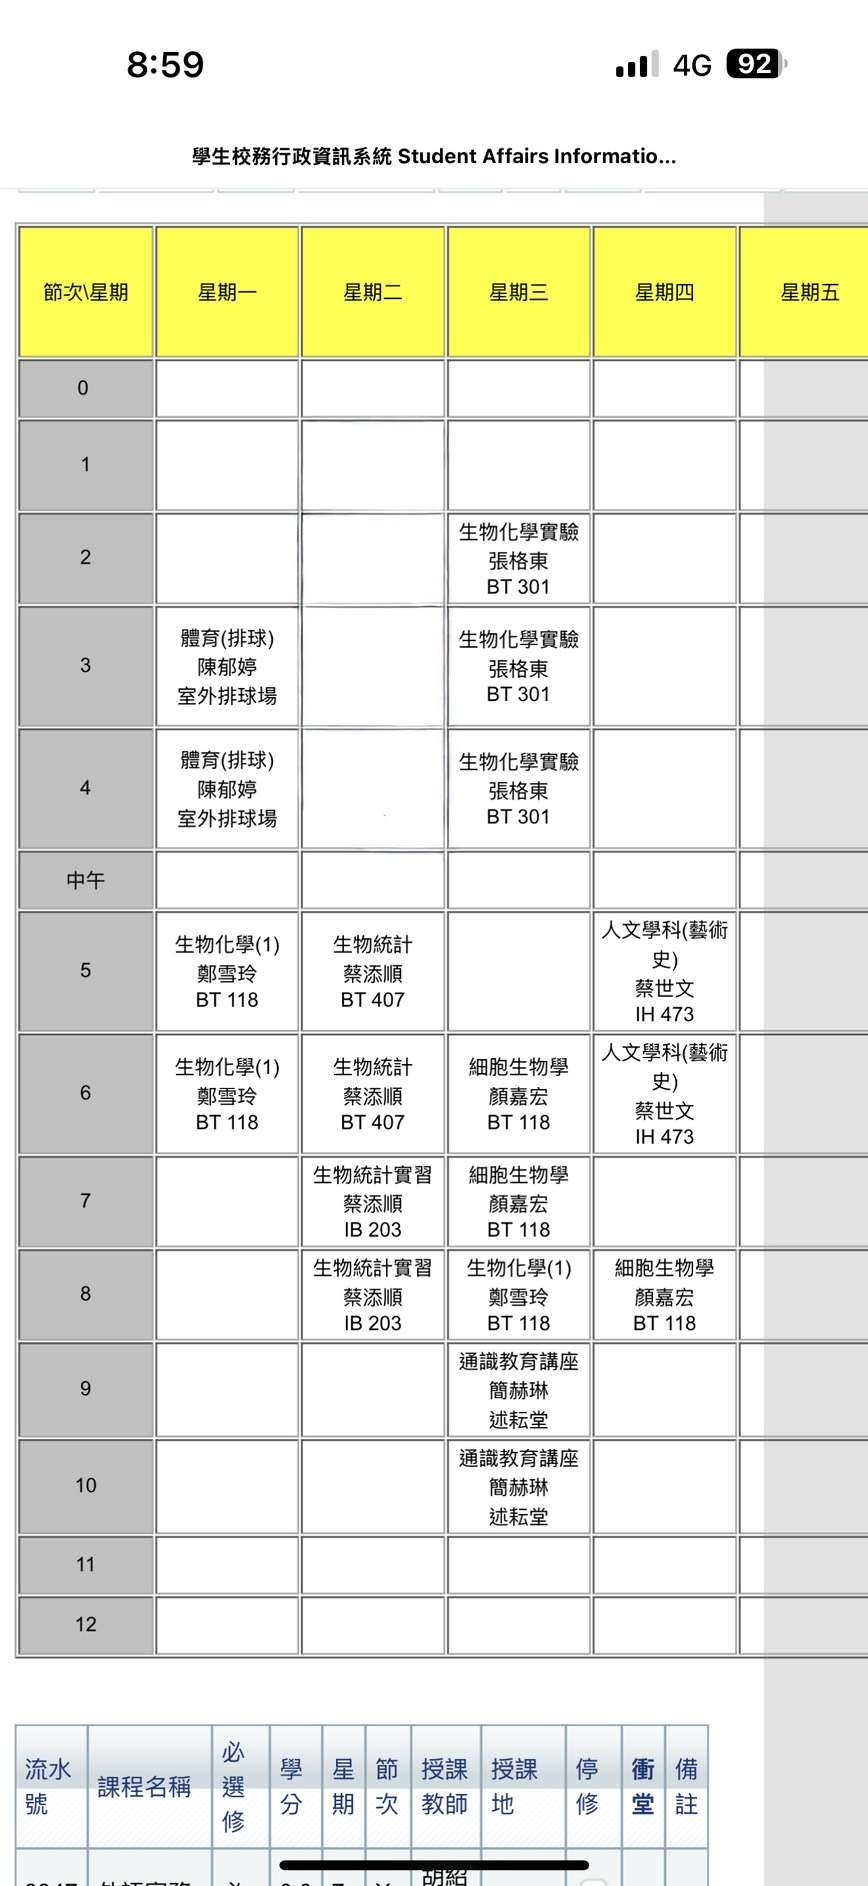 8:59
4G 92
學生校務行政資訊系統 Student Affairs Informatio...
節次\星期 星期一 星期二 星期三 星期四 星期五
0
1
2
生物化學實驗
張格東
BT 301
3
體育(排球)
陳郁婷
室外排球場
生物化學實驗
張格東
BT 301
4
體育(排球)
陳郁婷
室外排球場
生物化學實驗
張格東
BT 301
中午
5
生物化學(1)
鄭雪玲
BT 118
生物統計
蔡添順
BT 407
人文學科(藝術
史)
蔡世文
IH 473
6
生物化學(1)
鄭雪玲
BT 118
生物統計
蔡添順
BT 407
細胞生物學
顏嘉宏
BT 118
人文學科(藝術
史)
蔡世文
IH 473
7
生物統計實習
蔡添順
IB 203
細胞生物學
顏嘉宏
BT 118
8
生物統計實習
蔡添順
IB 203
生物化學(1)
鄭雪玲
BT 118
細胞生物學
顏嘉宏
BT 118
9
通識教育講座
簡赫琳
述耘堂
10
通識教育講座
簡赫琳
述耘堂
11
12
流水
號
課程名稱
必
選
修
學
分
星
期
節
次
授課
教師
授課
地
停
修
衝
堂
備
註
胡紹